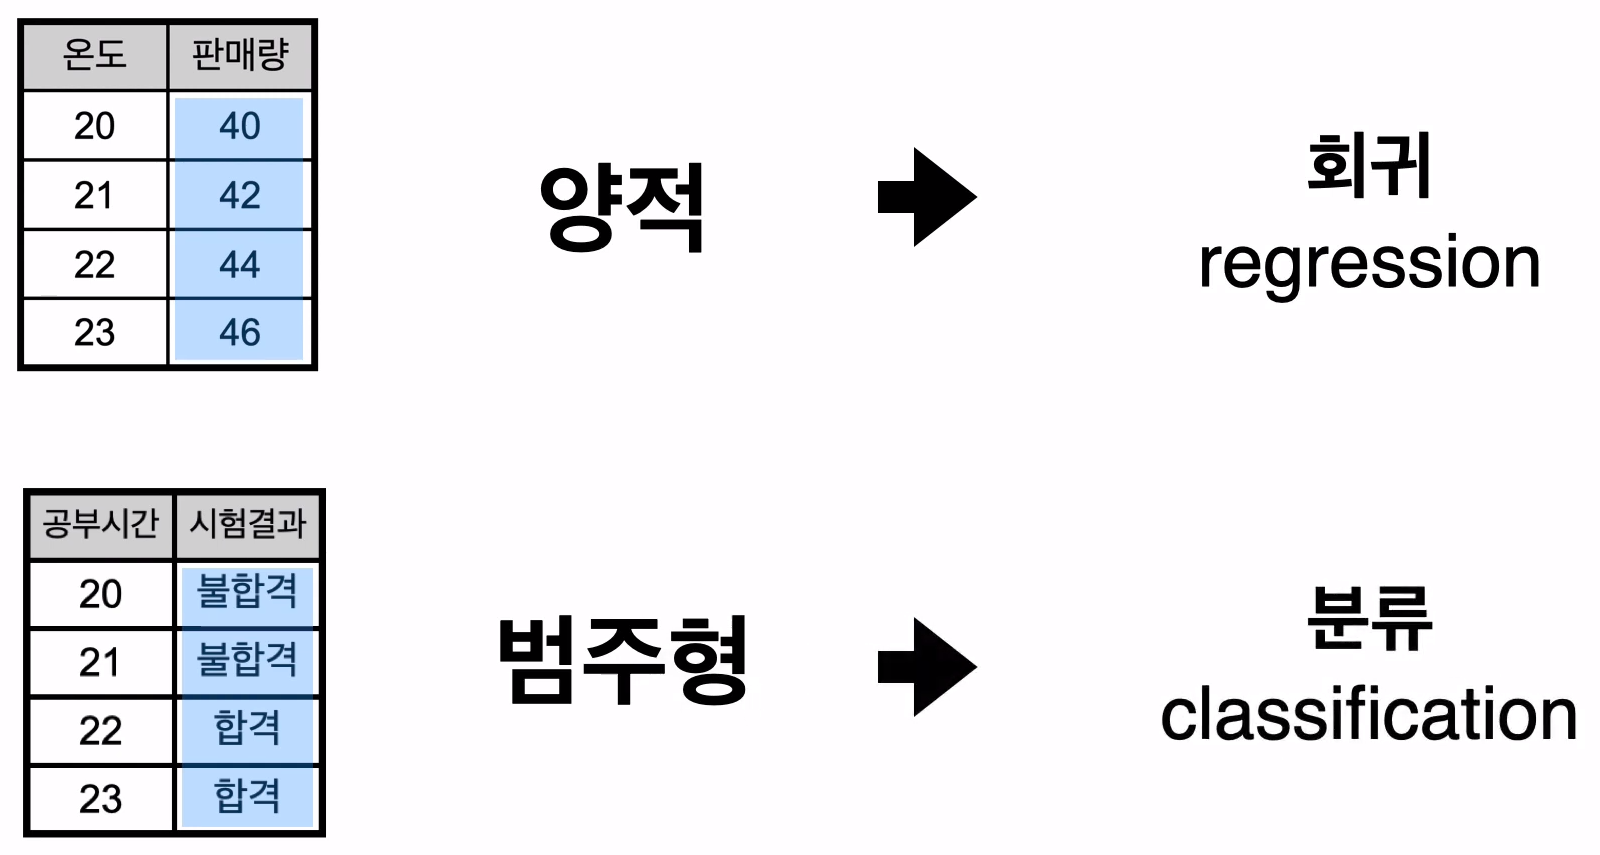 온도 판매량
20 40
21 42
22 44
23 46
양적
회귀
regression
공부시간 시험결과
20 불합격
21 불합격
22 합격
23 합격
범주형
분류
classification